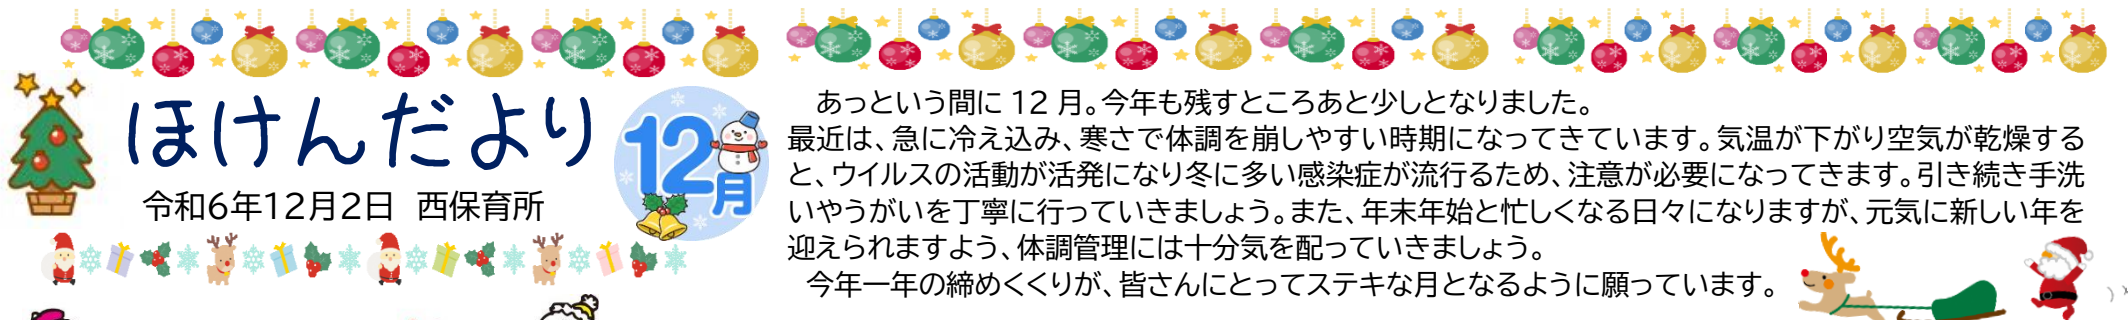 ほけんだより
12月
令和6年12月2日 西保育所
あっという間に12月。今年も残すところあと少しとなりました。
最近は、急に冷え込み、寒さで体調を崩しやすい時期になってきています。気温が下がり空気が乾燥する
と、ウイルスの活動が活発になり冬に多い感染症が流行るため、注意が必要になってきます。引き続き手洗
いやうがいを丁寧に行っていきましょう。また、年末年始と忙しくなる日々になりますが、元気に新しい年を
迎えられますよう、体調管理には十分気を配っていきましょう。
今年一年の締めくくりが、皆さんにとってステキな月となるように願っています。